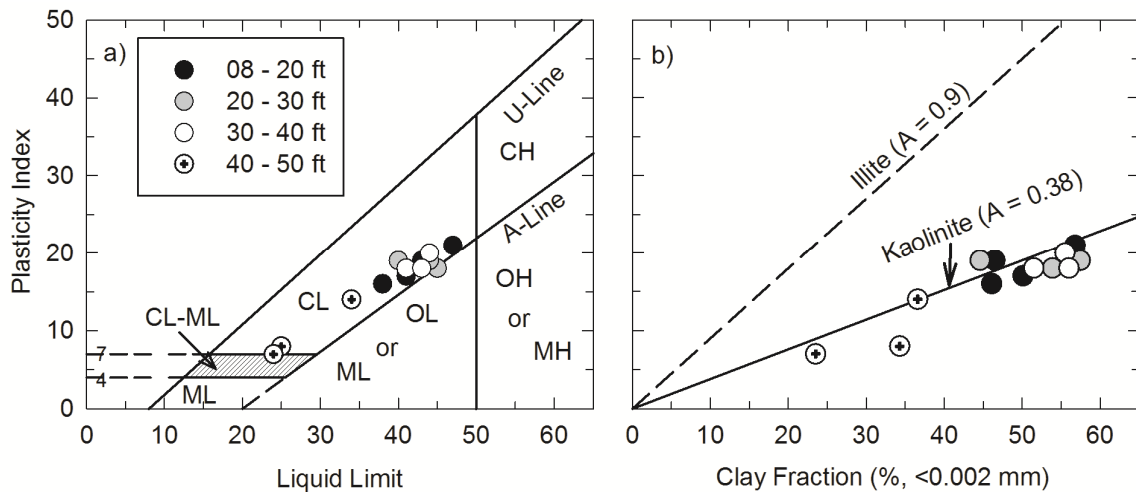 a)
08 - 20 ft
20 - 30 ft
30 - 40 ft
40 - 50 ft
U-Line
CH
A-Line
CL
OL
or
ML
OH
or
MH
CL-ML
ML
7
4
50
40
30
20
10
0
0 10 20 30 40 50 60
Plasticity Index
Liquid Limit
b)
Illite (A = 0.9)
Kaolinite (A = 0.38)
0 10 20 30 40 50 60
Clay Fraction (%, <0.002 mm)